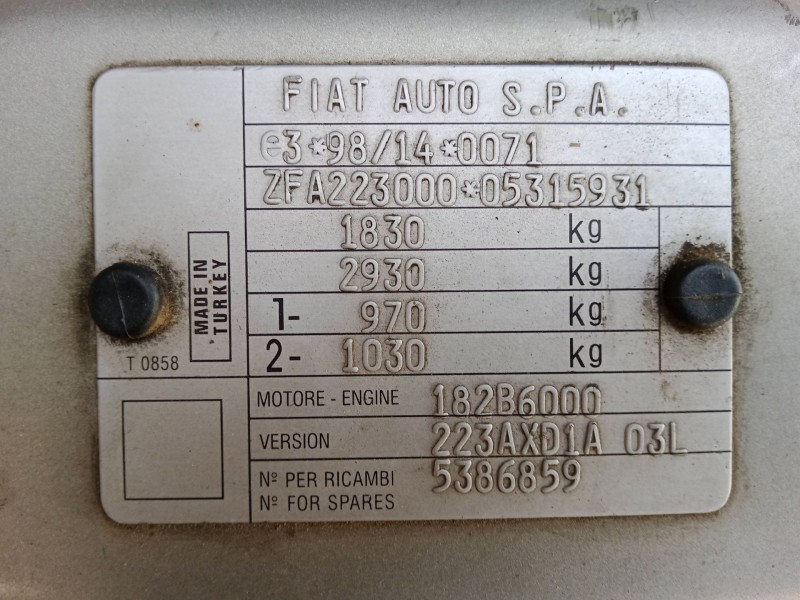 FIAT AUTO S.P.A.
e3*98/14*0071
ZFA223000*05315931
1830 kg
2930 kg
1- 970 kg
2- 1030 kg
MADE IN
TURKEY
T 0858
MOTORE - ENGINE 182B6000
VERSION 223AXD1A 03L
Nº PER RICAMBI 5386859
Nº FOR SPARES